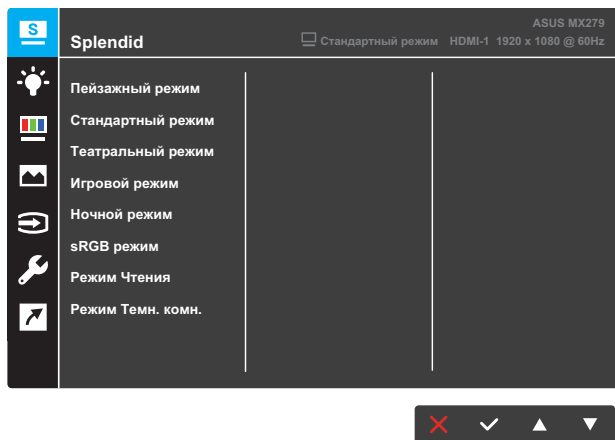 S
ASUS MX279
Splendid
Стандартный режим HDMI-1 1920 x 1080 @ 60Hz
Пейзажный режим
Стандартный режим
Театральный режим
Игровой режим
Ночной режим
sRGB режим
Режим Чтения
Режим Темн. комн.